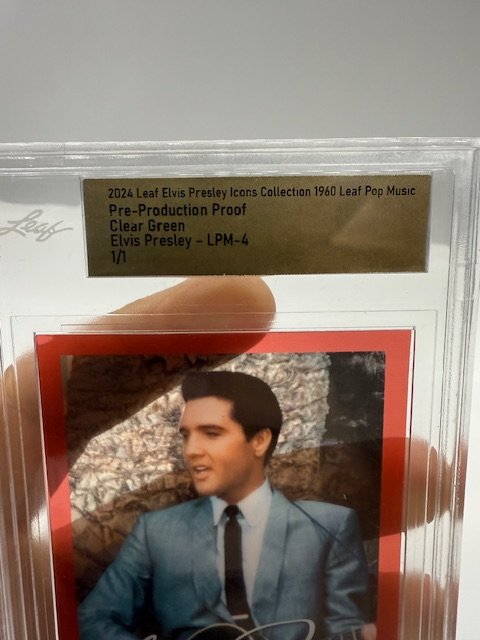 2024 Leaf Elvis Presley Icons Collection 1960 Leaf Pop Music
Pre-Production Proof
Clear Green
Elvis Presley - LPM-4
1/1
Leaf